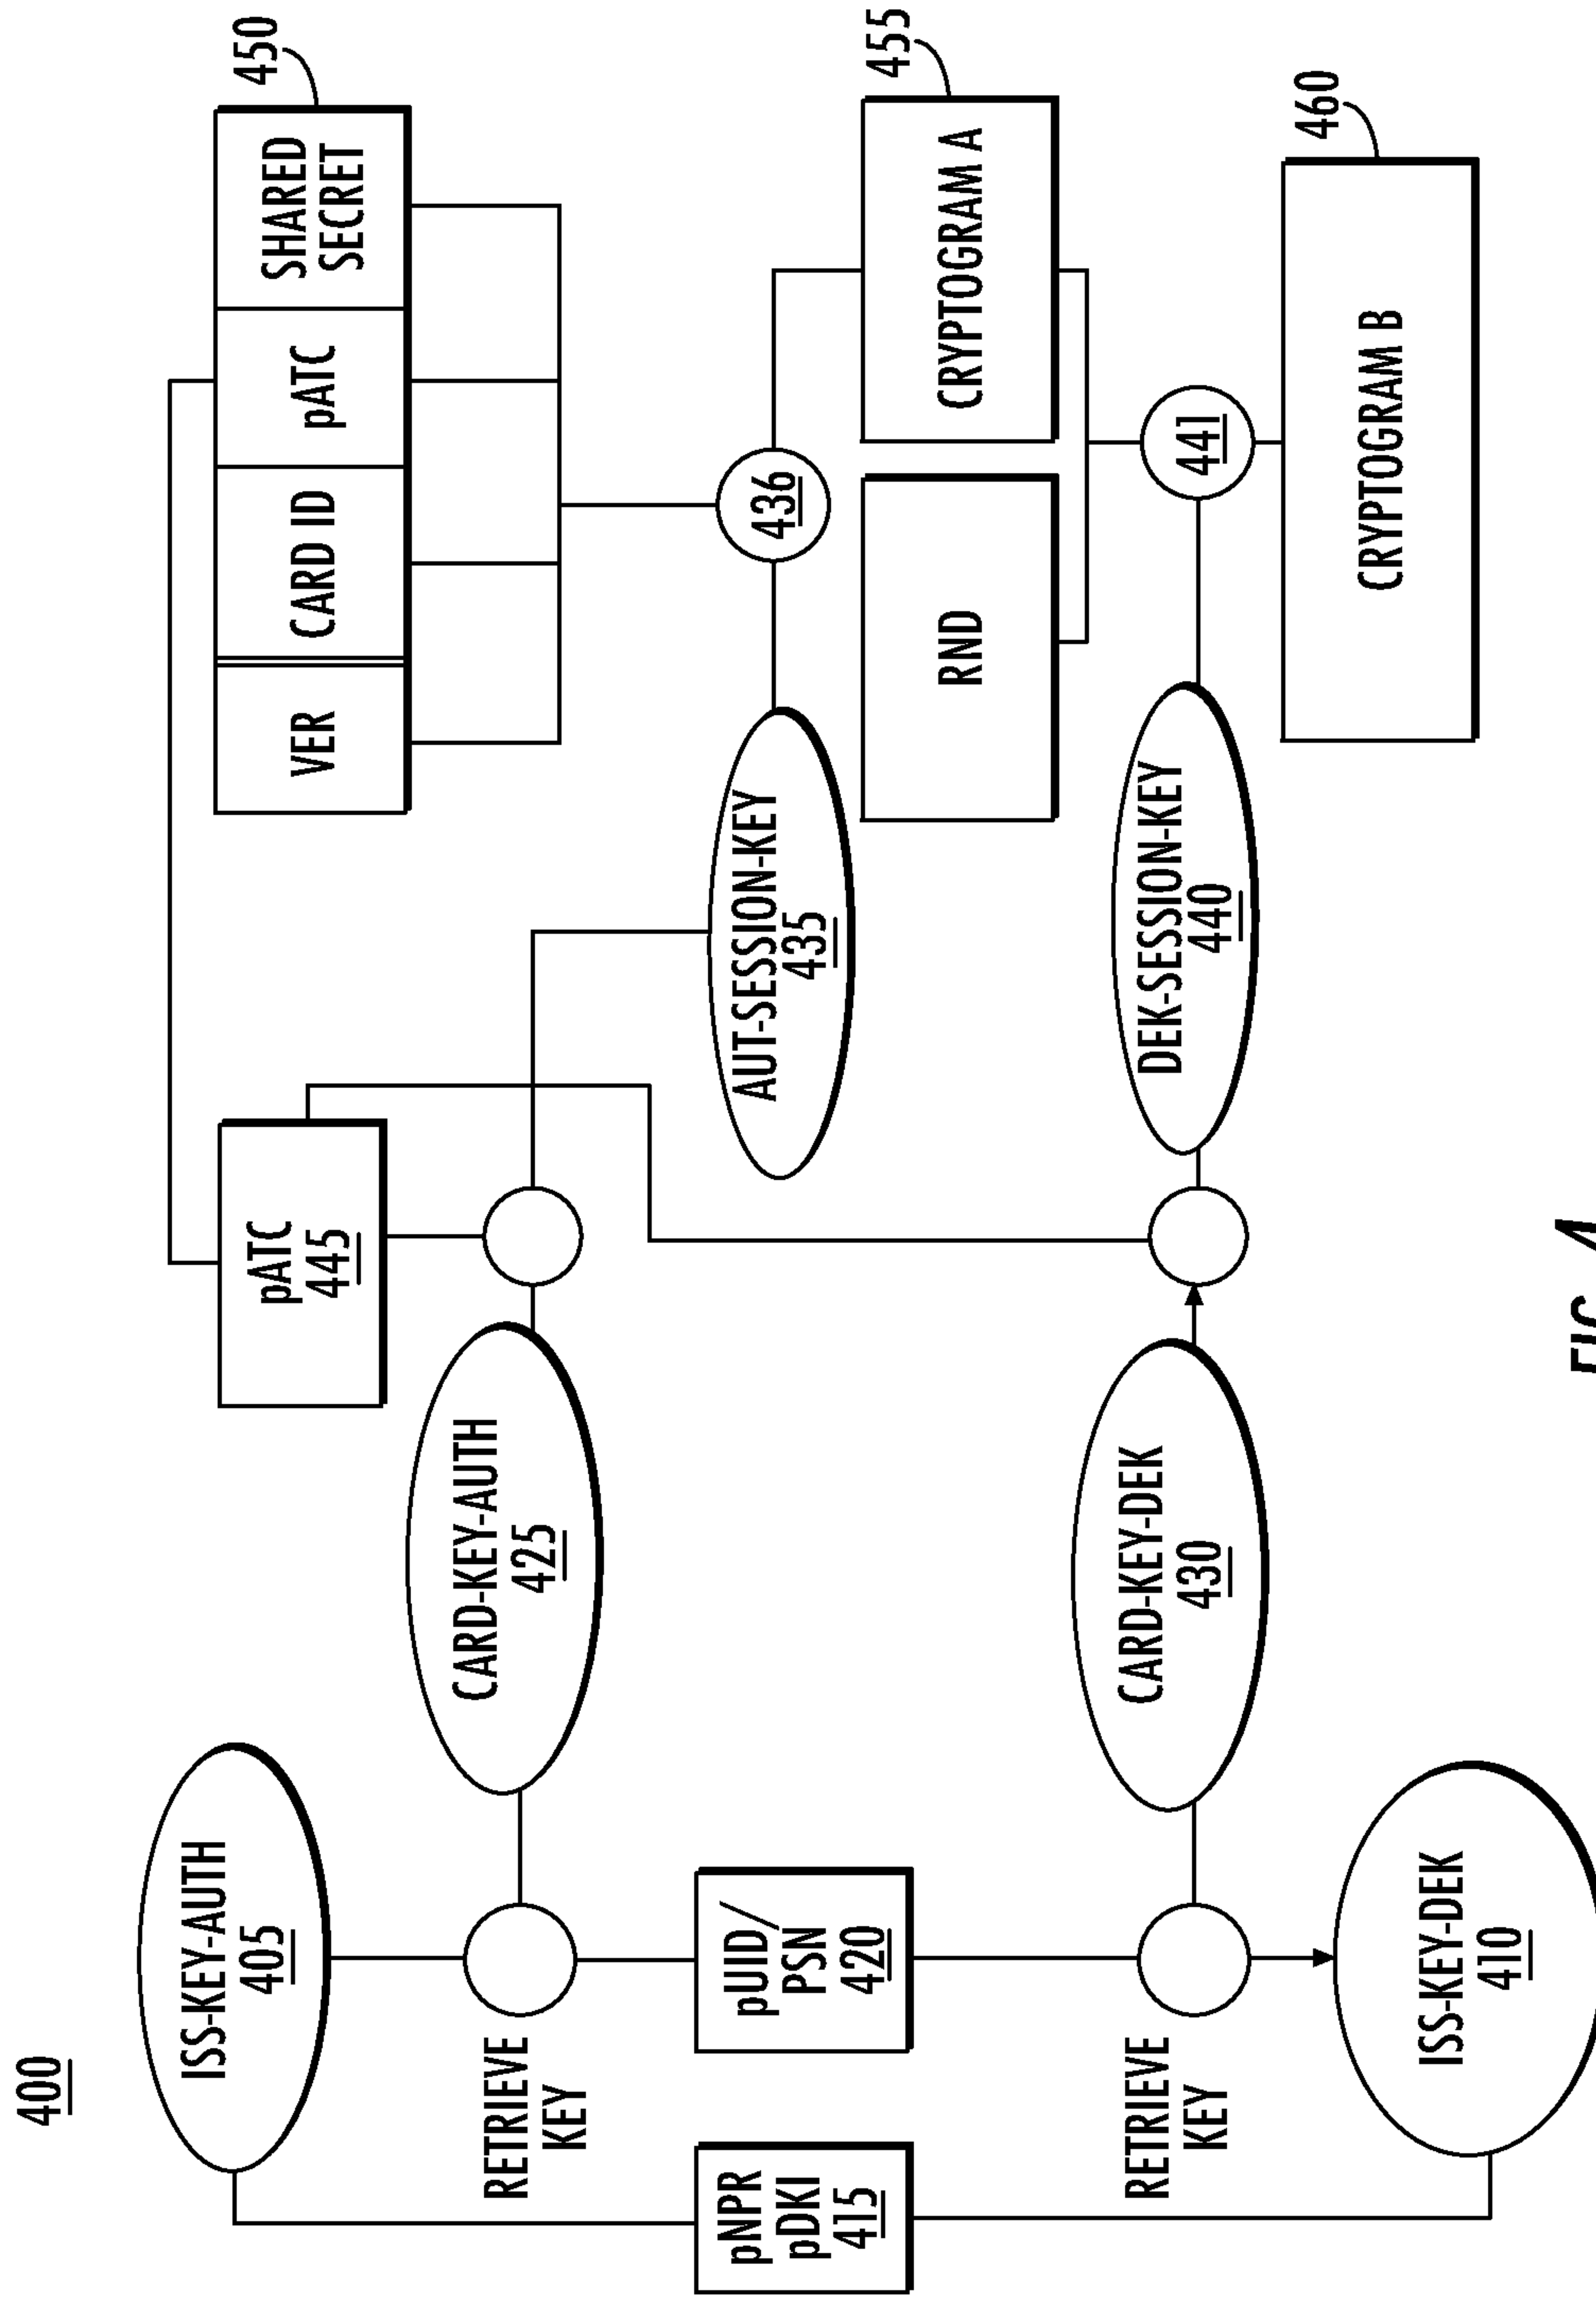 400
ISS-KEY-AUTH
405
pATC
445
VER
CARD ID
pATC
SHARED
SECRET
450
RETRIEVE
KEY
CARD-KEY-AUTH
425
pNPR
pDKI
415
pUID/
PSN
420
AUT-SESSION-KEY
435
436
RND
CRYPTOGRAM A
455
RETRIEVE
KEY
CARD-KEY-DEK
430
DEK-SESSION-KEY
440
441
ISS-KEY-DEK
410
CRYPTOGRAM B
460
FIG. 4